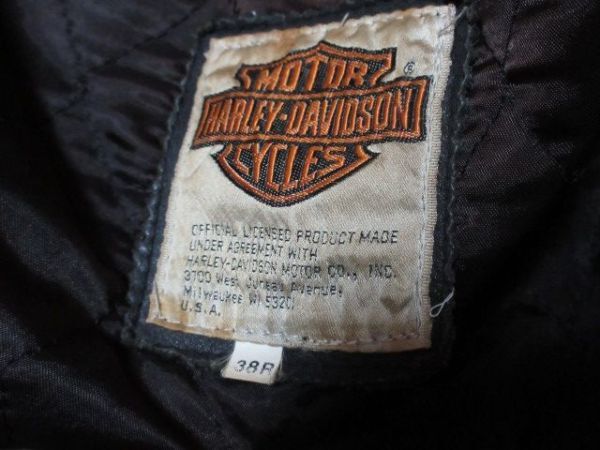 MOTOR
HARLEY-DAVIDSON
CYCLES
®
OFFICIAL LICENSED PRODUCT MADE
UNDER AGREEMENT WITH
HARLEY-DAVIDSON MOTOR CO., INC.
3700 West Juneau Avenue,
Milwaukee WI 53201
U.S.A.
38R